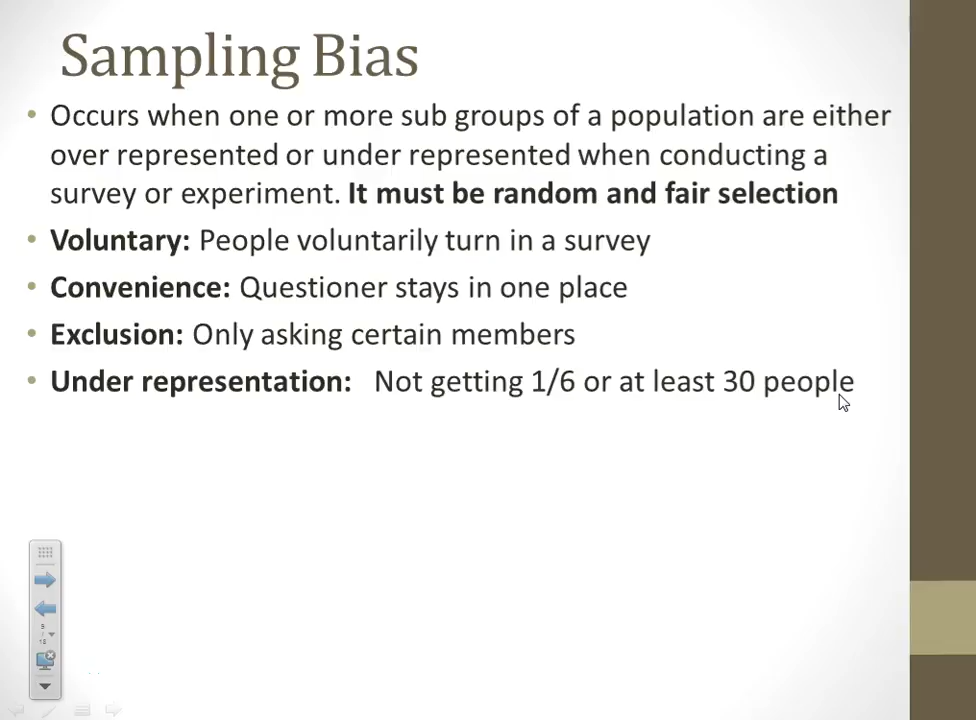 Sampling Bias
• Occurs when one or more sub groups of a population are either
over represented or under represented when conducting a
survey or experiment. It must be random and fair selection
• Voluntary: People voluntarily turn in a survey
• Convenience: Questioner stays in one place
• Exclusion: Only asking certain members
• Under representation: Not getting 1/6 or at least 30 people